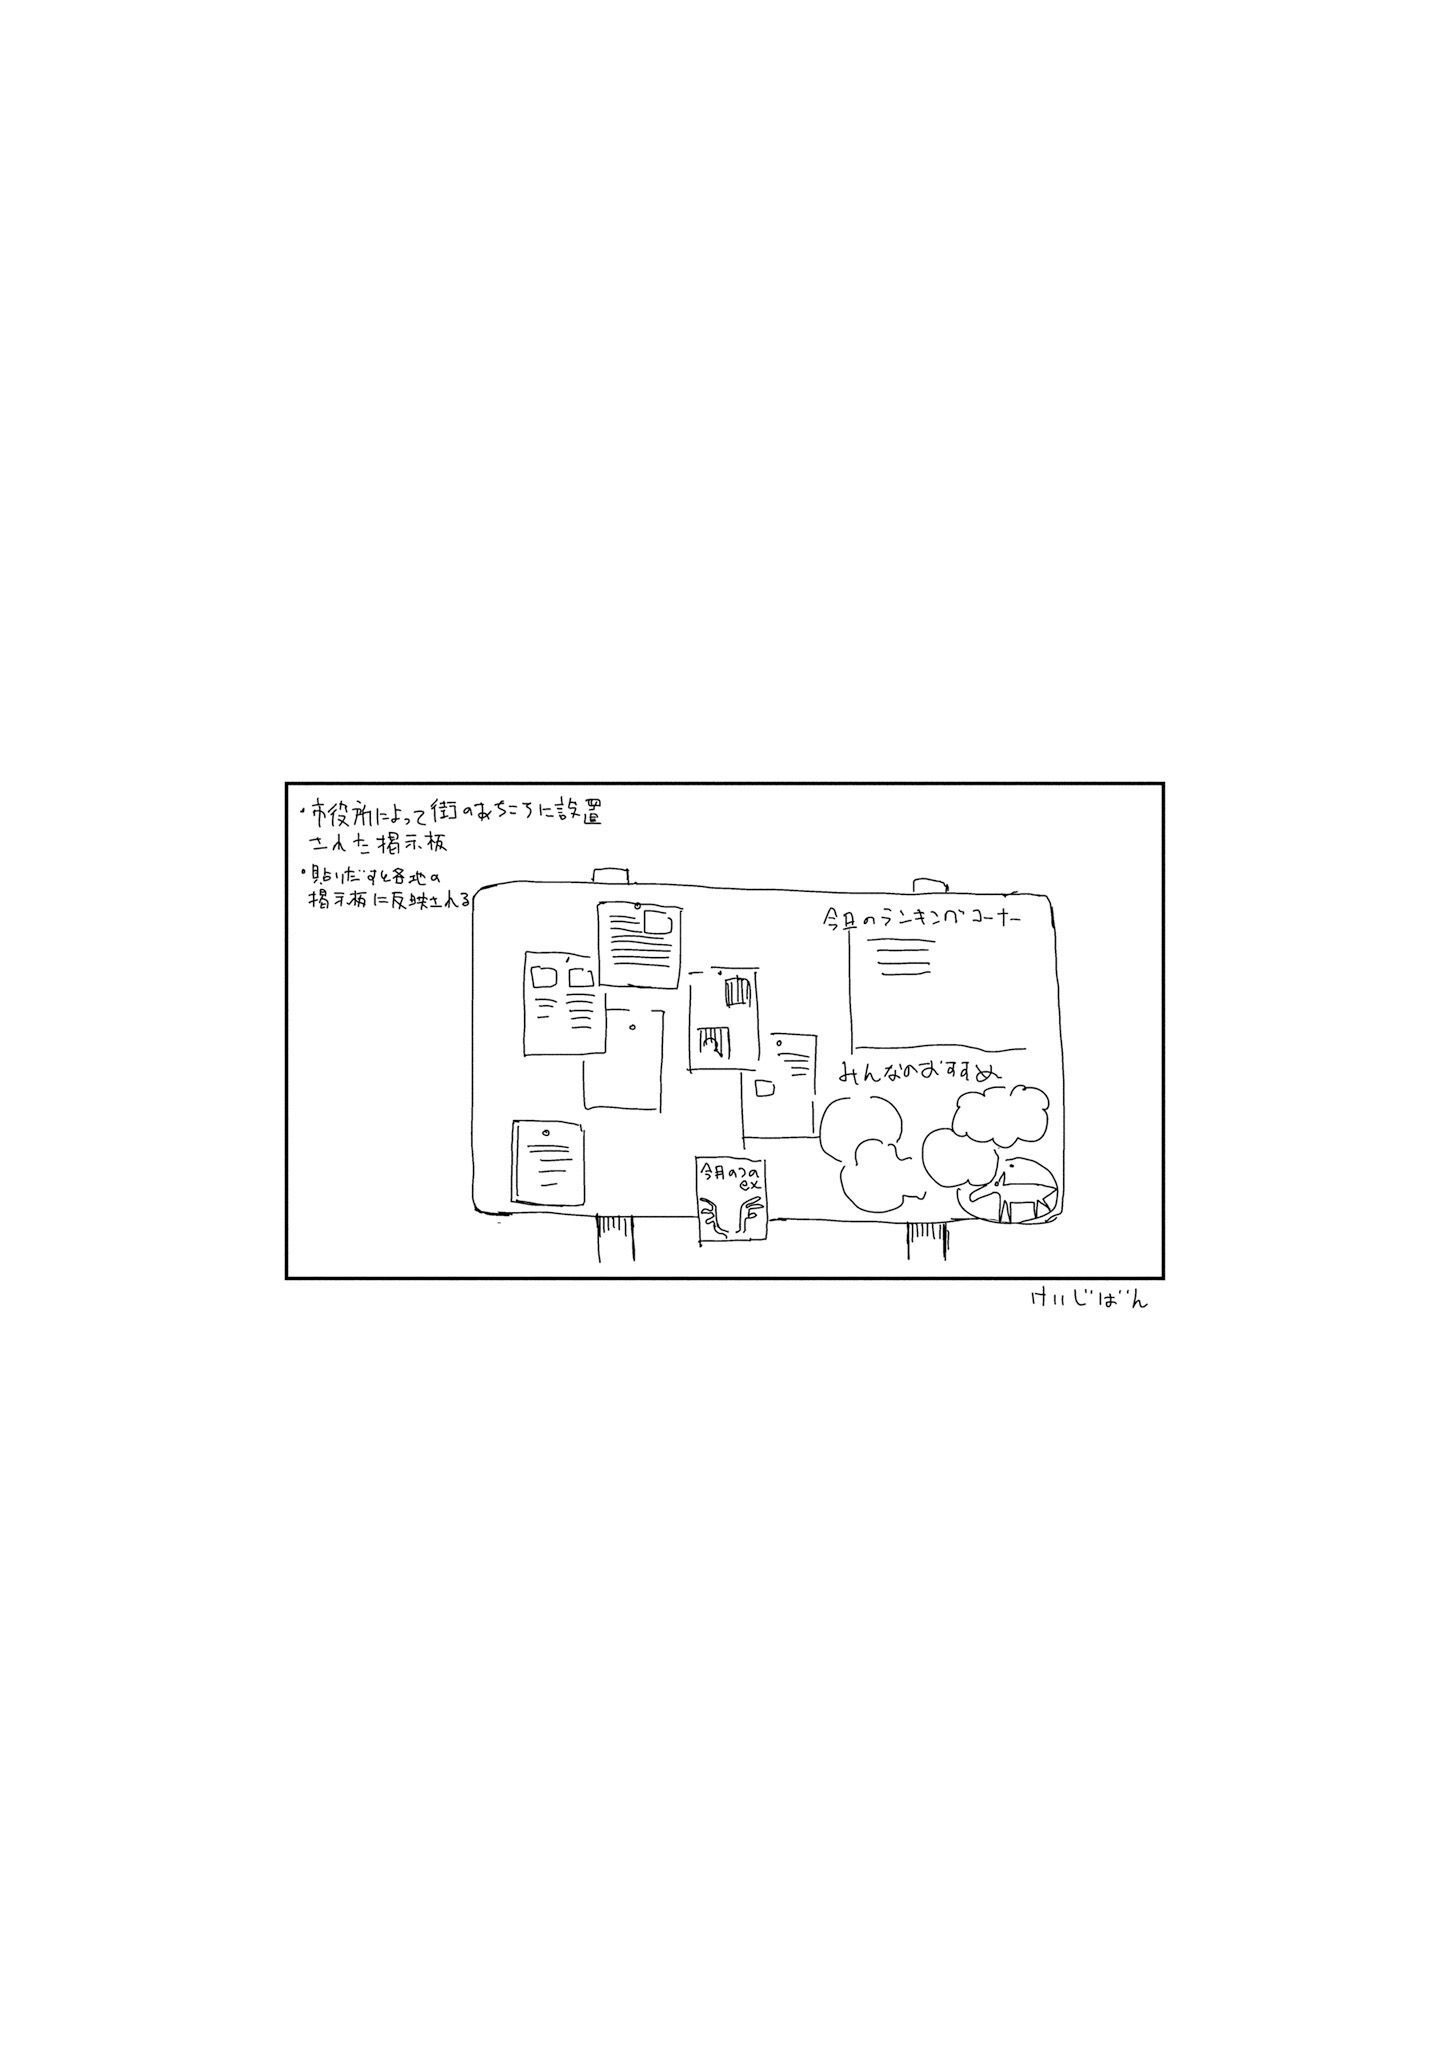 ・市役所によって街のあちこちに設置
された掲示板
・貼りだすと各地の
掲示板に反映される
今日のランキングコーナー
みんなのおすすめ
今月のつの
ex
けいじばん